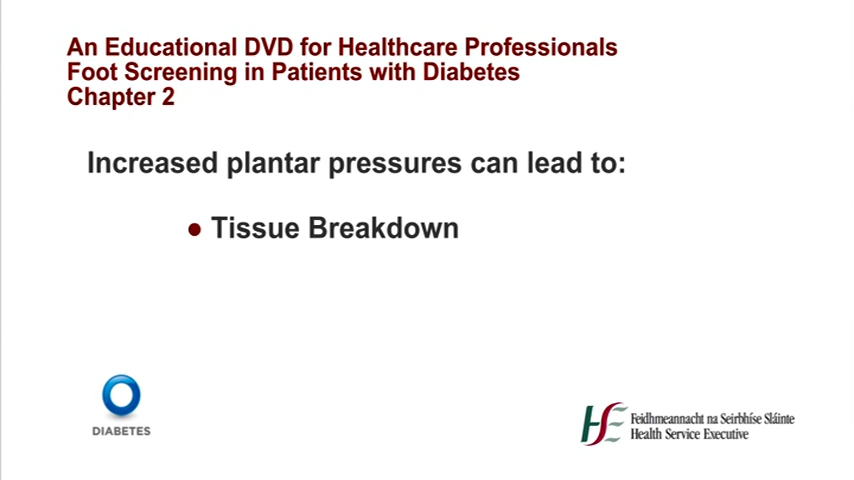 An Educational DVD for Healthcare Professionals
Foot Screening in Patients with Diabetes
Chapter 2
Increased plantar pressures can lead to:
• Tissue Breakdown
DIABETES
Feidhmeannacht na Seirbhíse Sláinte
Health Service Executive